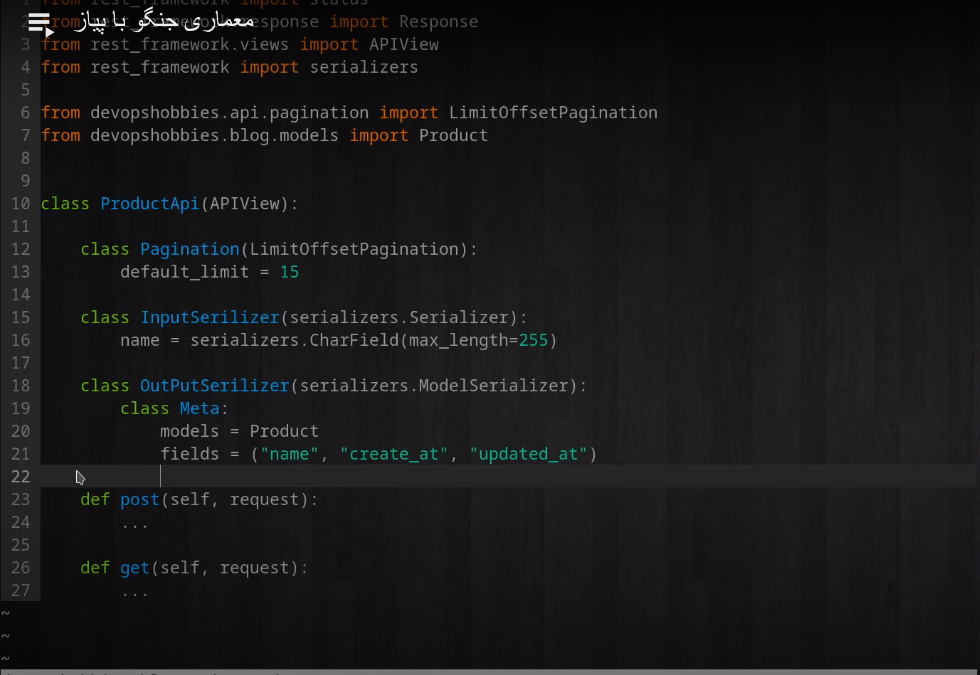 معماری جنگو با پیاز
from rest_framework import status
from rest_framework.response import Response
3 from rest_framework.views import APIView
4 from rest_framework import serializers
5
6 from devopshobbies.api.pagination import LimitOffsetPagination
7 from devopshobbies.blog.models import Product
8
9
10 class ProductApi(APIView):
11
12     class Pagination(LimitOffsetPagination):
13         default_limit = 15
14
15     class InputSerilizer(serializers.Serializer):
16         name = serializers.CharField(max_length=255)
17
18     class OutPutSerilizer(serializers.ModelSerializer):
19         class Meta:
20             models = Product
21             fields = ("name", "create_at", "updated_at")
22
23     def post(self, request):
24         ...
25
26     def get(self, request):
27         ...
~
~
~